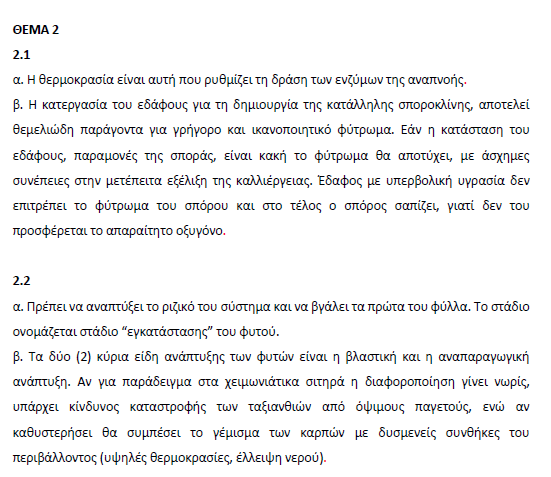 ΘΕΜΑ 2
2.1
α. Η θερμοκρασία είναι αυτή που ρυθμίζει τη δράση των ενζύμων της αναπνοής.
β. Η κατεργασία του εδάφους για τη δημιουργία της κατάλληλης σποροκλίνης, αποτελεί
θεμελιώδη παράγοντα για γρήγορο και ικανοποιητικό φύτρωμα. Εάν η κατάσταση του
εδάφους, παραμονές της σποράς, είναι κακή το φύτρωμα θα αποτύχει, με άσχημες
συνέπειες στην μετέπειτα εξέλιξη της καλλιέργειας. Έδαφος με υπερβολική υγρασία δεν
επιτρέπει το φύτρωμα του σπόρου και στο τέλος ο σπόρος σαπίζει, γιατί δεν του
προσφέρεται το απαραίτητο οξυγόνο.
2.2
α. Πρέπει να αναπτύξει το ριζικό του σύστημα και να βγάλει τα πρώτα του φύλλα. Το στάδιο
ονομάζεται στάδιο “εγκατάστασης” του φυτού.
β. Τα δύο (2) κύρια είδη ανάπτυξης των φυτών είναι η βλαστική και η αναπαραγωγική
ανάπτυξη. Αν για παράδειγμα στα χειμωνιάτικα σιτηρά η διαφοροποίηση γίνει νωρίς,
υπάρχει κίνδυνος καταστροφής των ταξιανθιών από όψιμους παγετούς, ενώ αν
καθυστερήσει θα συμπέσει το γέμισμα των καρπών με δυσμενείς συνθήκες του
περιβάλλοντος (υψηλές θερμοκρασίες, έλλειψη νερού).